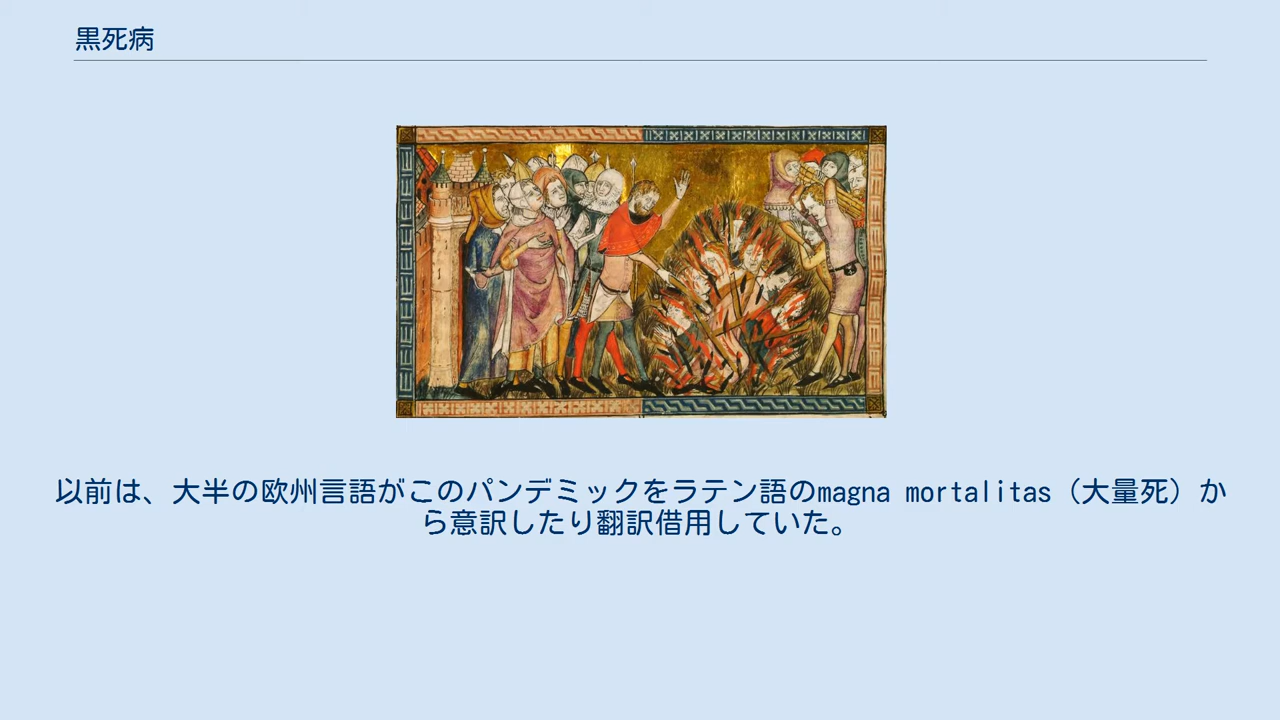 黒死病
以前は、大半の欧州言語がこのパンデミックをラテン語のmagna mortalitas（大量死）か
ら意訳したり翻訳借用していた。